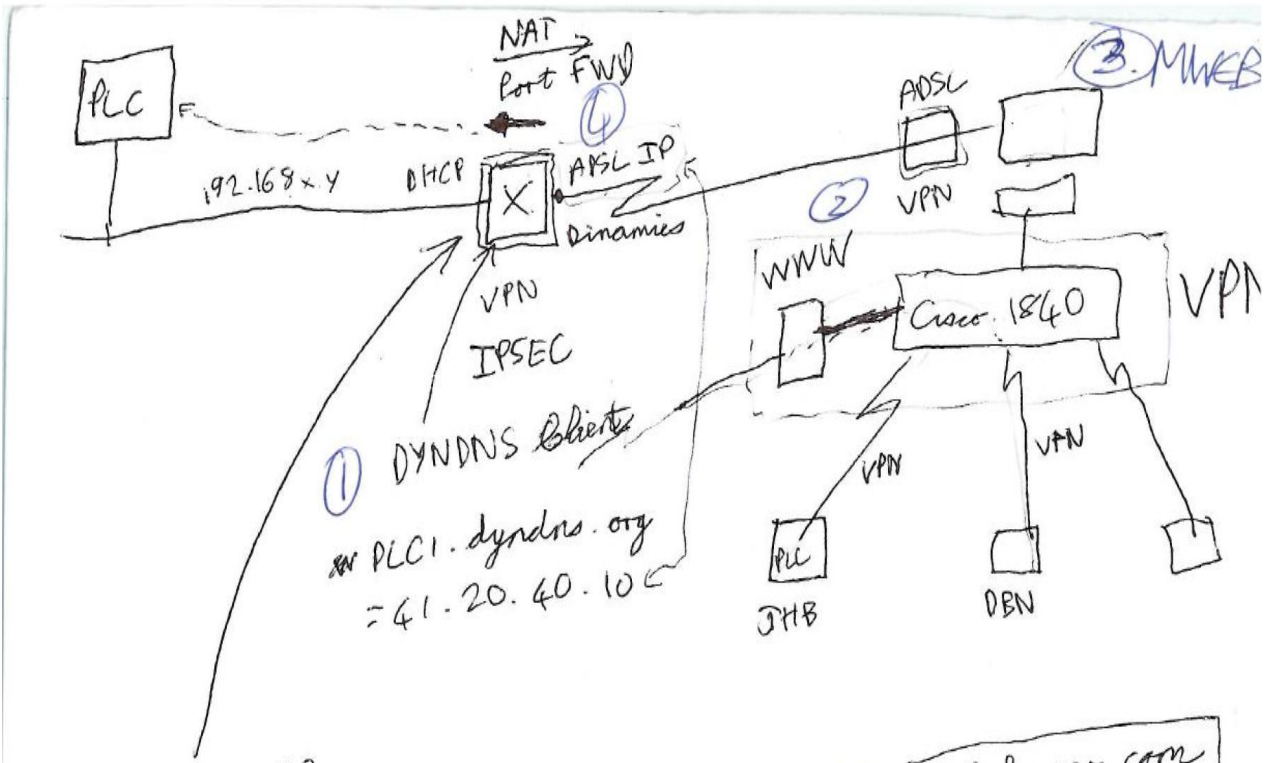 NAT
Port FWD
3. MWEB
PLC
ADSL
4
192.168 x.y
DHCP
ADSL IP
X
Dinamies
2
VPN
WWW
VPN
IPSEC
Cisco 1840
VPN
1
DYNDNS Client
VPN
VPN
PLC1.dyndns.org
= 41.20.40.10
PLC
JHB
DBN
.com